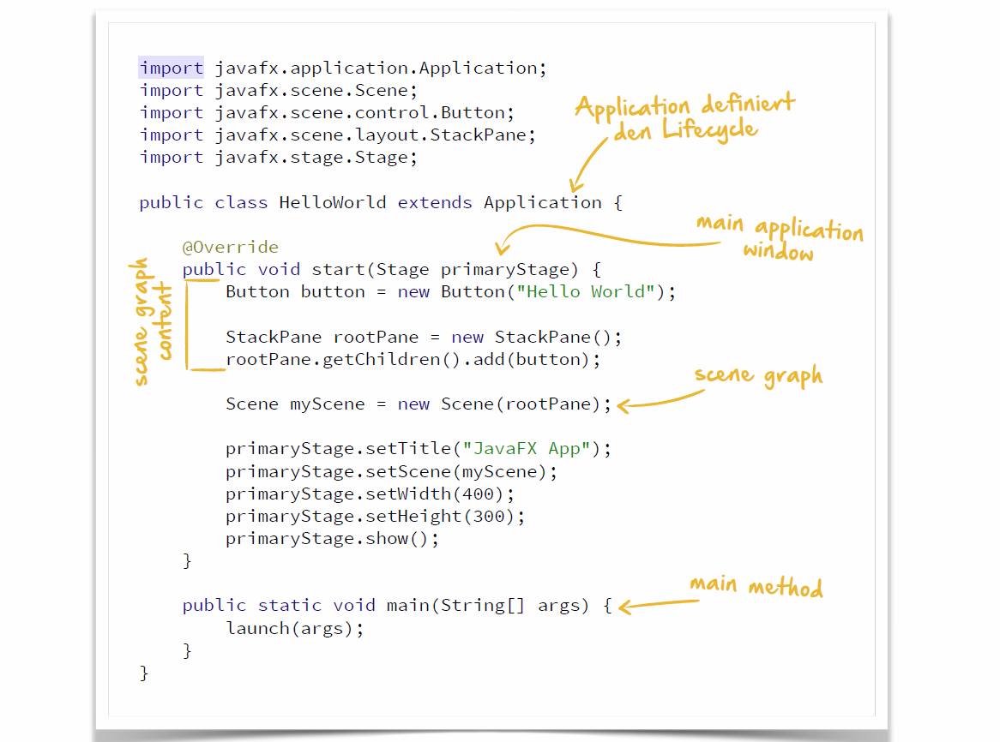 import javafx.application.Application;
import javafx.scene.Scene;
import javafx.scene.control.Button;
import javafx.scene.layout.StackPane;
import javafx.stage.Stage;
Application definiert
den Lifecycle
public class HelloWorld extends Application {
main application
window
@Override
public void start(Stage primaryStage) {
Button button = new Button("Hello World");
scene graph
content
StackPane rootPane = new StackPane();
rootPane.getChildren().add(button);
scene graph
Scene myScene = new Scene(rootPane);
primaryStage.setTitle("JavaFX App");
primaryStage.setScene(myScene);
primaryStage.setWidth(400);
primaryStage.setHeight(300);
primaryStage.show();
}
main method
public static void main(String[] args) {
launch(args);
}
}